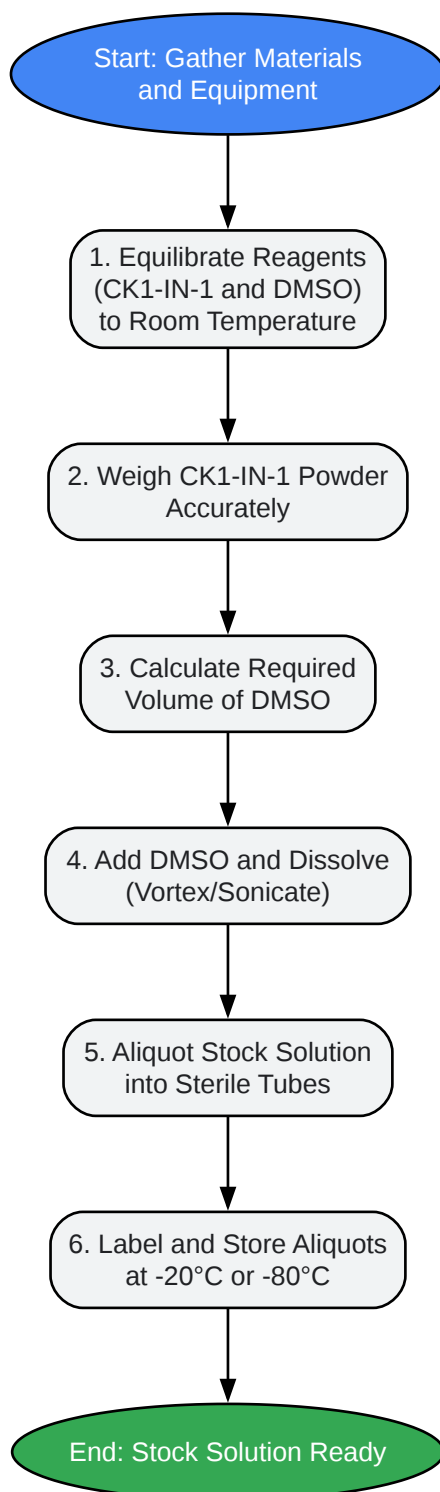 Start: Gather Materials
and Equipment
1. Equilibrate Reagents
(CK1-IN-1 and DMSO)
to Room Temperature
2. Weigh CK1-IN-1 Powder
Accurately
3. Calculate Required
Volume of DMSO
4. Add DMSO and Dissolve
(Vortex/Sonicate)
5. Aliquot Stock Solution
into Sterile Tubes
6. Label and Store Aliquots
at -20°C or -80°C
End: Stock Solution Ready